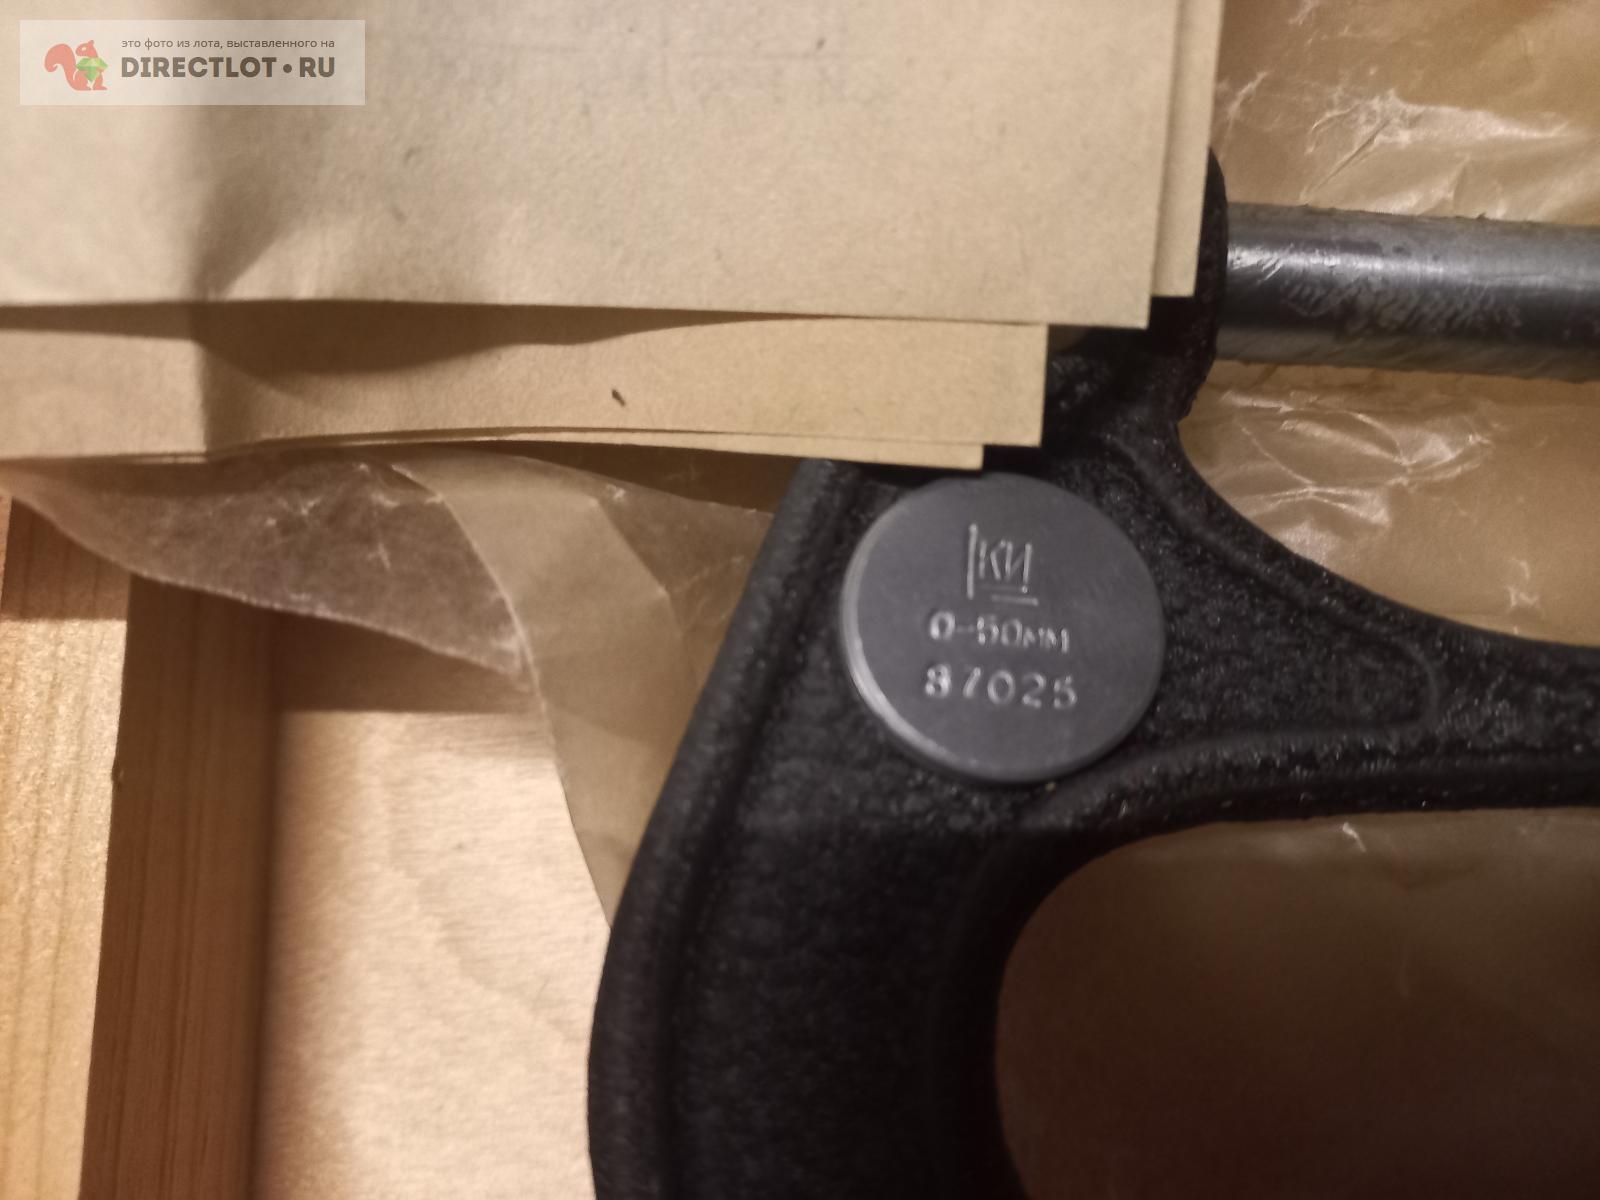 это фото из лота, выставленного на
DIRECTLOT.RU
КИ
0-50мм
87025